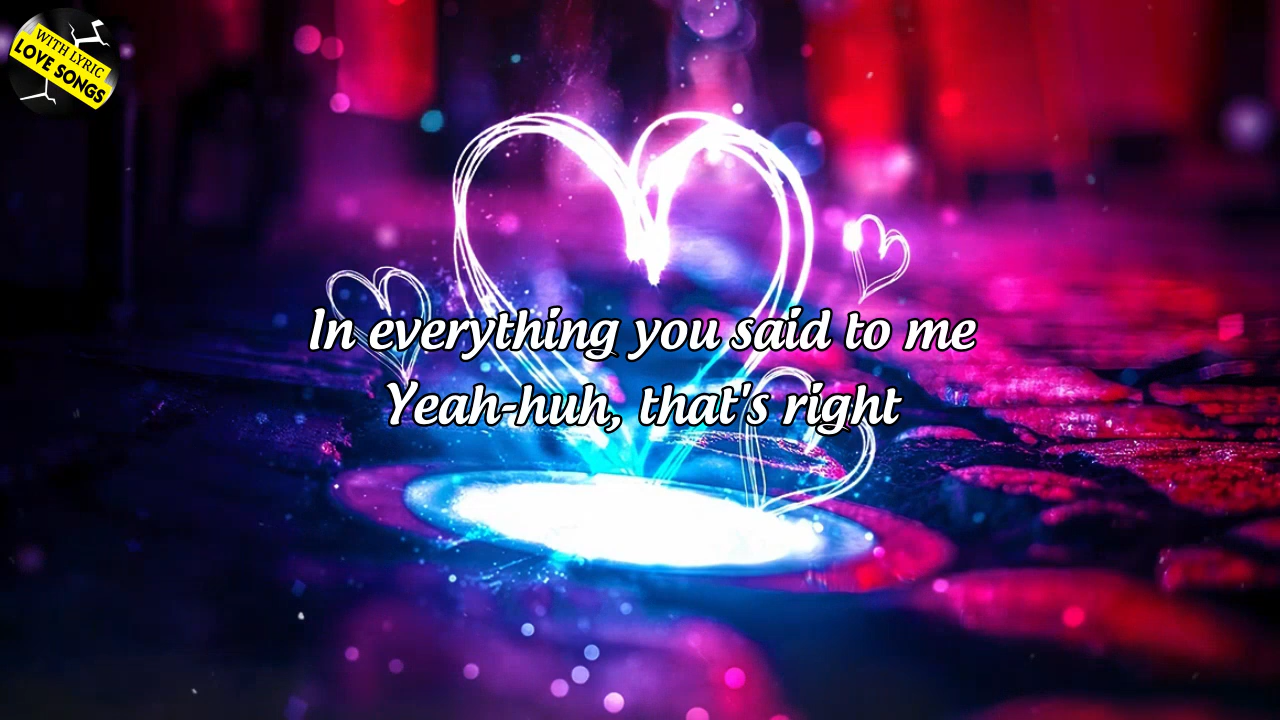 WITH LYRIC
LOVE SONGS
In everything you said to me
Yeah-huh, that's right